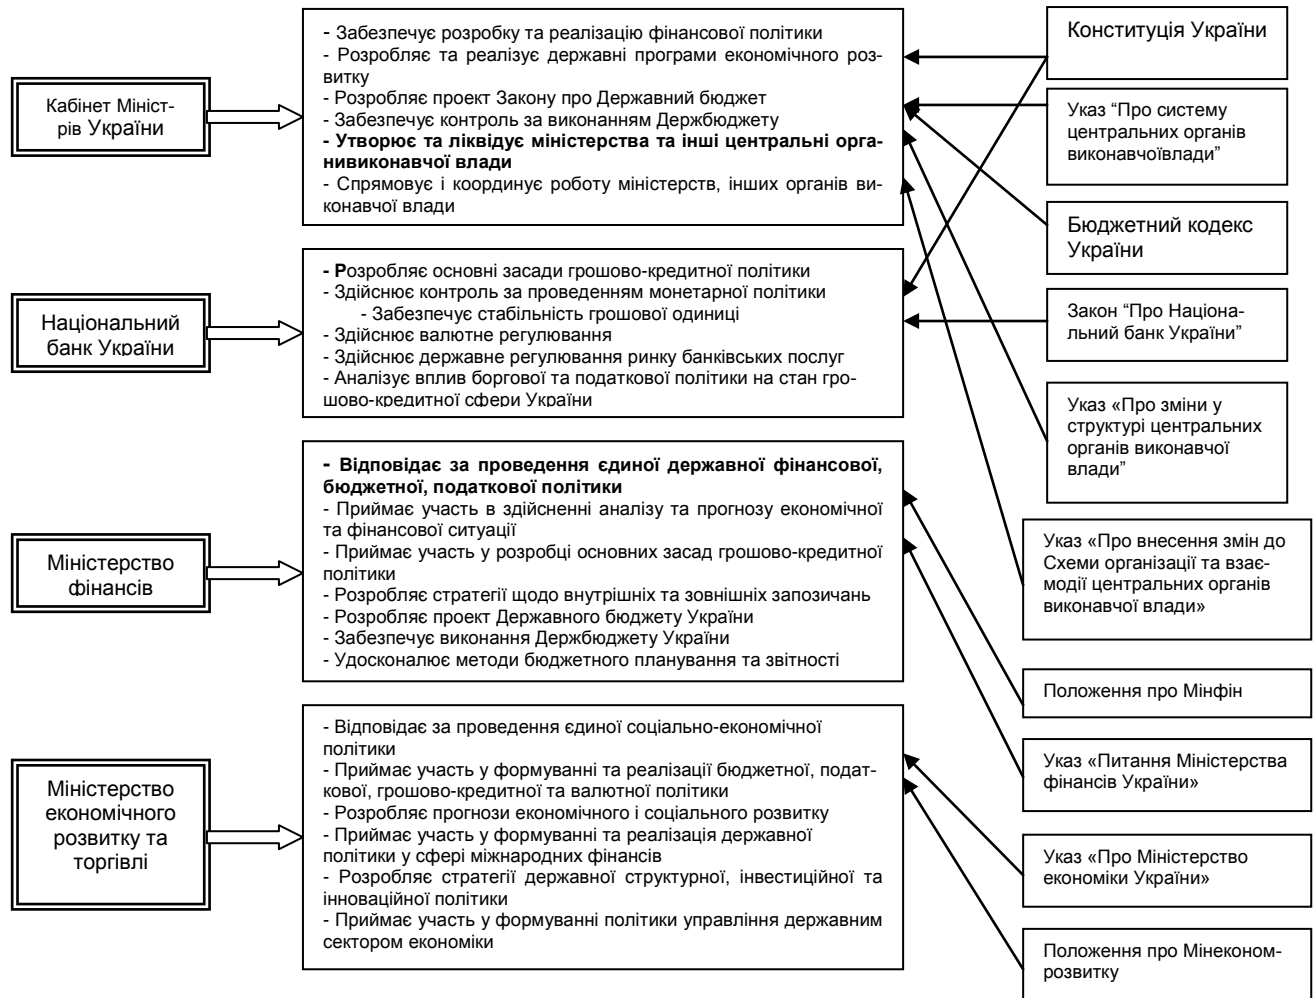 Кабінет Мініст-
рів України
- Забезпечує розробку та реалізацію фінансової політики
- Розробляє та реалізує державні програми економічного роз-
витку
- Розробляє проект Закону про Державний бюджет
- Забезпечує контроль за виконанням Держбюджету
- Утворює та ліквідує міністерства та інші центральні орга-
нивиконавчої влади
- Спрямовує і координує роботу міністерств, інших органів ви-
конавчої влади
Національний
банк України
- Розробляє основні засади грошово-кредитної політики
- Здійснює контроль за проведенням монетарної політики
- Забезпечує стабільність грошової одиниці
- Здійснює валютне регулювання
- Здійснює державне регулювання ринку банківських послуг
- Аналізує вплив боргової та податкової політики на стан гро-
шово-кредитної сфери України
Міністерство
фінансів
- Відповідає за проведення єдиної державної фінансової,
бюджетної, податкової політики
- Приймає участь в здійсненні аналізу та прогнозу економічної
та фінансової ситуації
- Приймає участь у розробці основних засад грошово-кредитної
політики
- Розробляє стратегії щодо внутрішніх та зовнішніх запозичань
- Розробляє проект Державного бюджету України
- Забезпечує виконання Держбюджету України
- Удосконалює методи бюджетного планування та звітності
Міністерство
економічного
розвитку та
торгівлі
- Відповідає за проведення єдиної соціально-економічної
політики
- Приймає участь у формуванні та реалізації бюджетної, подат-
кової, грошово-кредитної та валютної політики
- Розробляє прогнози економічного і соціального розвитку
- Приймає участь у формуванні та реалізація державної
політики у сфері міжнародних фінансів
- Розробляє стратегії державної структурної, інвестиційної та
інноваційної політики
- Приймає участь у формуванні політики управління державним
сектором економіки
Конституція України
Указ “Про систему
центральних органів
виконавчоївлади”
Бюджетний кодекс
України
Закон “Про Націона-
льний банк України”
Указ «Про зміни у
структурі центральних
органів виконавчої
влади”
Указ «Про внесення змін до
Схеми організації та взає-
модії центральних органів
виконавчої влади»
Положення про Мінфін
Указ «Питання Міністерства
фінансів України»
Указ «Про Міністерство
економіки України»
Положення про Мінеконом-
розвитку